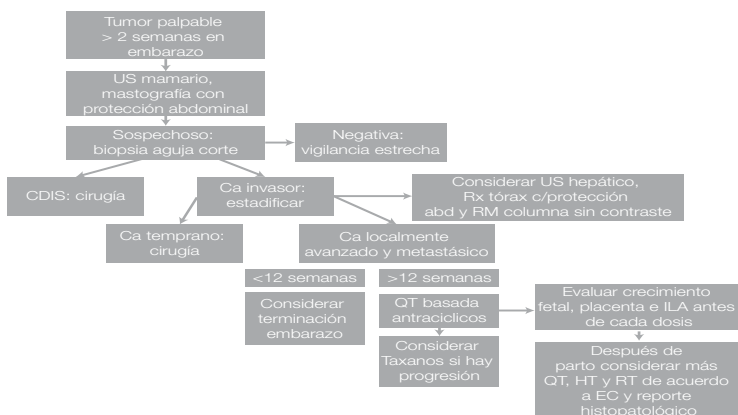 Tumor palpable
> 2 semanas en
embarazo
US mamario,
mastografía con
protección abdominal
Sospechoso:
biopsia aguja corte
Negativa:
vigilancia estrecha
CDIS: cirugía
Ca invasor:
estadificar
Considerar US hepático,
Rx tórax c/protección
abd y RM columna sin contraste
Ca temprano:
cirugía
Ca localmente
avanzado y metastásico
<12 semanas
>12 semanas
Considerar
terminación
embarazo
QT basada
antraciclicos
Evaluar crecimiento
fetal, placenta e ILA antes
de cada dosis
Considerar
Taxanos si hay
progresión
Después de
parto considerar más
QT, HT y RT de acuerdo
a EC y reporte
histopatológico